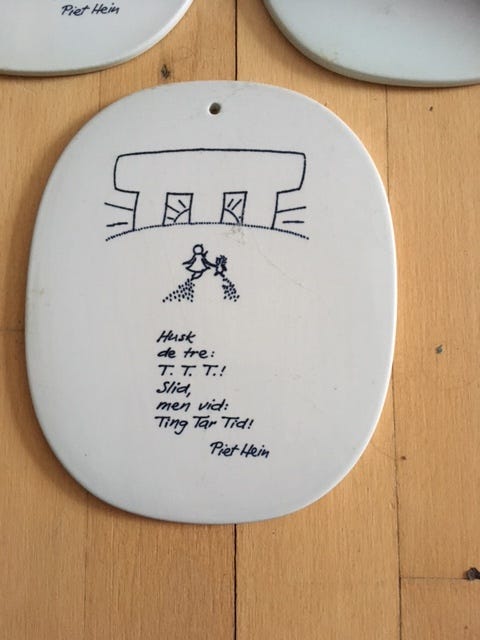 Piet Hein
Husk
de tre:
T. T. T.!
Slid,
men vid:
Ting Tar Tid!
Piet Hein